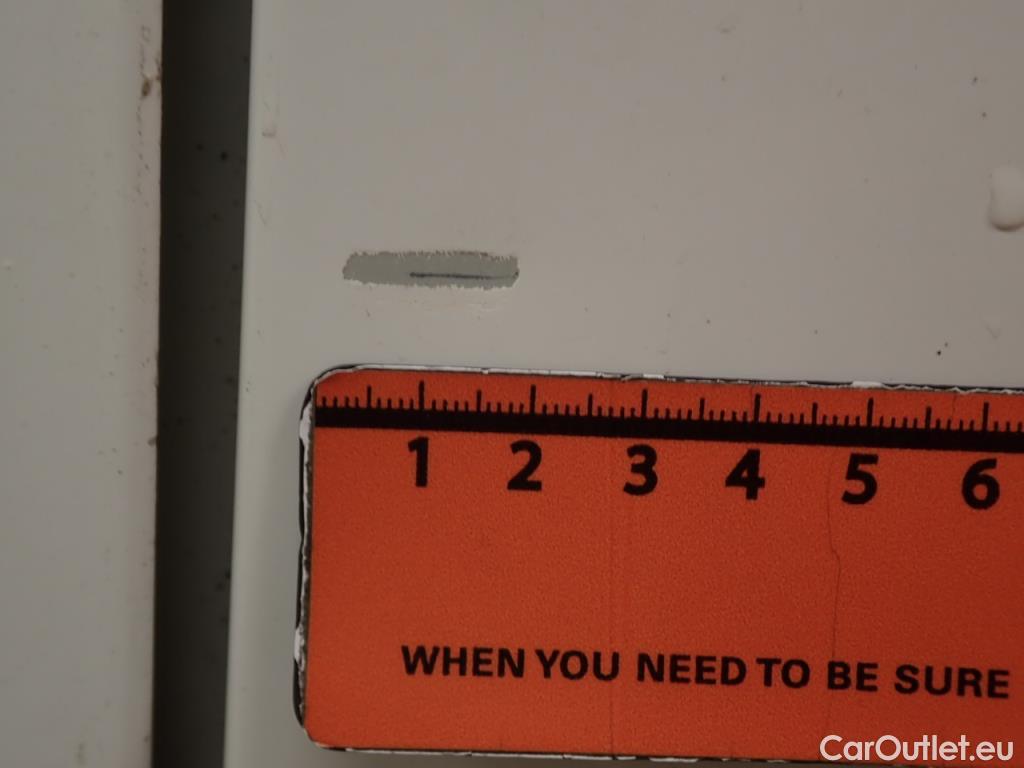 1 2 3 4 5 6
WHEN YOU NEED TO BE SURE
CarOutlet.eu